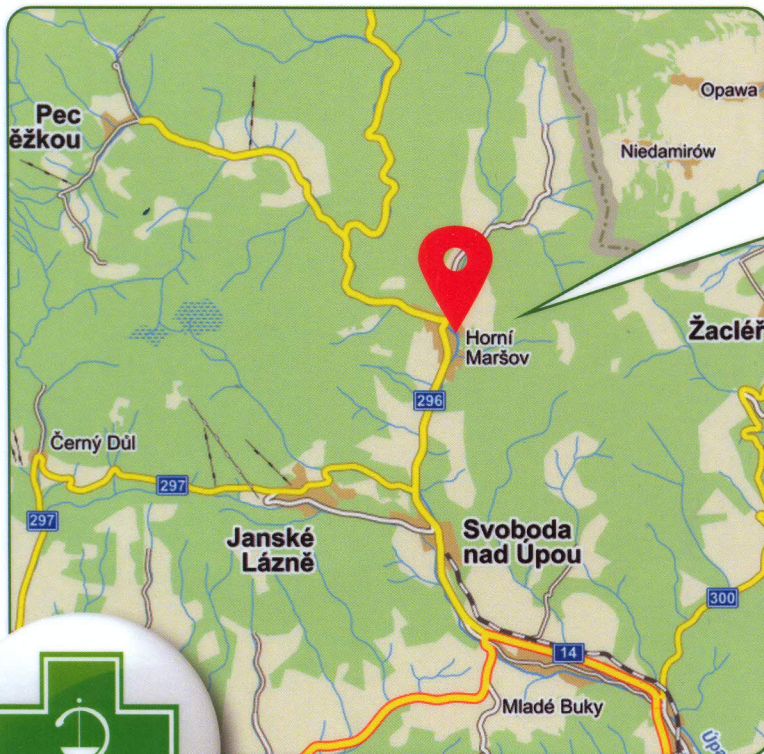 Opawa
Pec
ěžkou
Niedamirów
Horní
Maršov
Žacléř
296
Černý Důl
297
297
Janské
Lázně
Svoboda
nad Úpou
300
14
Mladé Buky